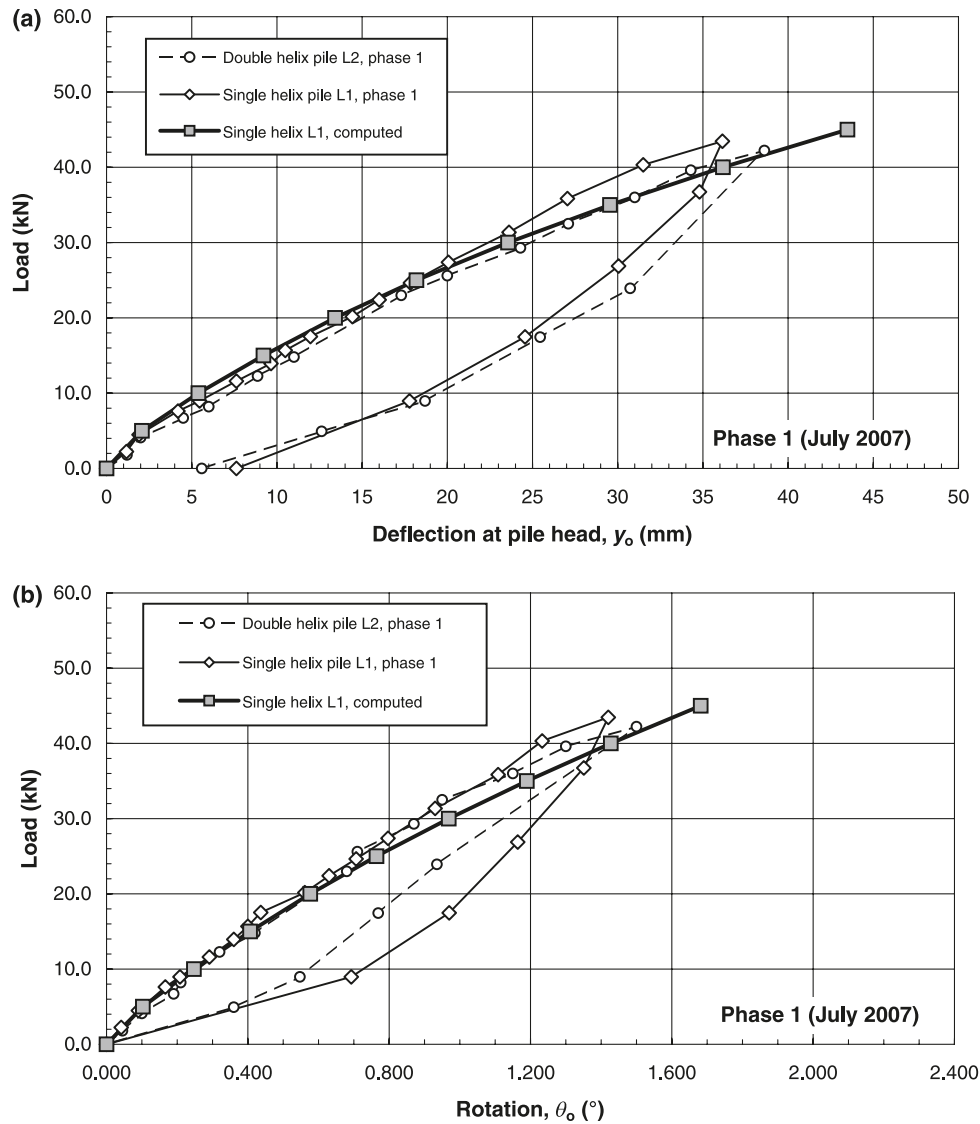 (a)
60.0
50.0
40.0
30.0
20.0
10.0
0.0
Load (kN)
Double helix pile L2, phase 1
Single helix pile L1, phase 1
Single helix L1, computed
Phase 1 (July 2007)
0 5 10 15 20 25 30 35 40 45 50
Deflection at pile head, yo (mm)
(b)
60.0
50.0
40.0
30.0
20.0
10.0
0.0
Load (kN)
Double helix pile L2, phase 1
Single helix pile L1, phase 1
Single helix L1, computed
Phase 1 (July 2007)
0.000 0.400 0.800 1.200 1.600 2.000 2.400
Rotation, θo (°)